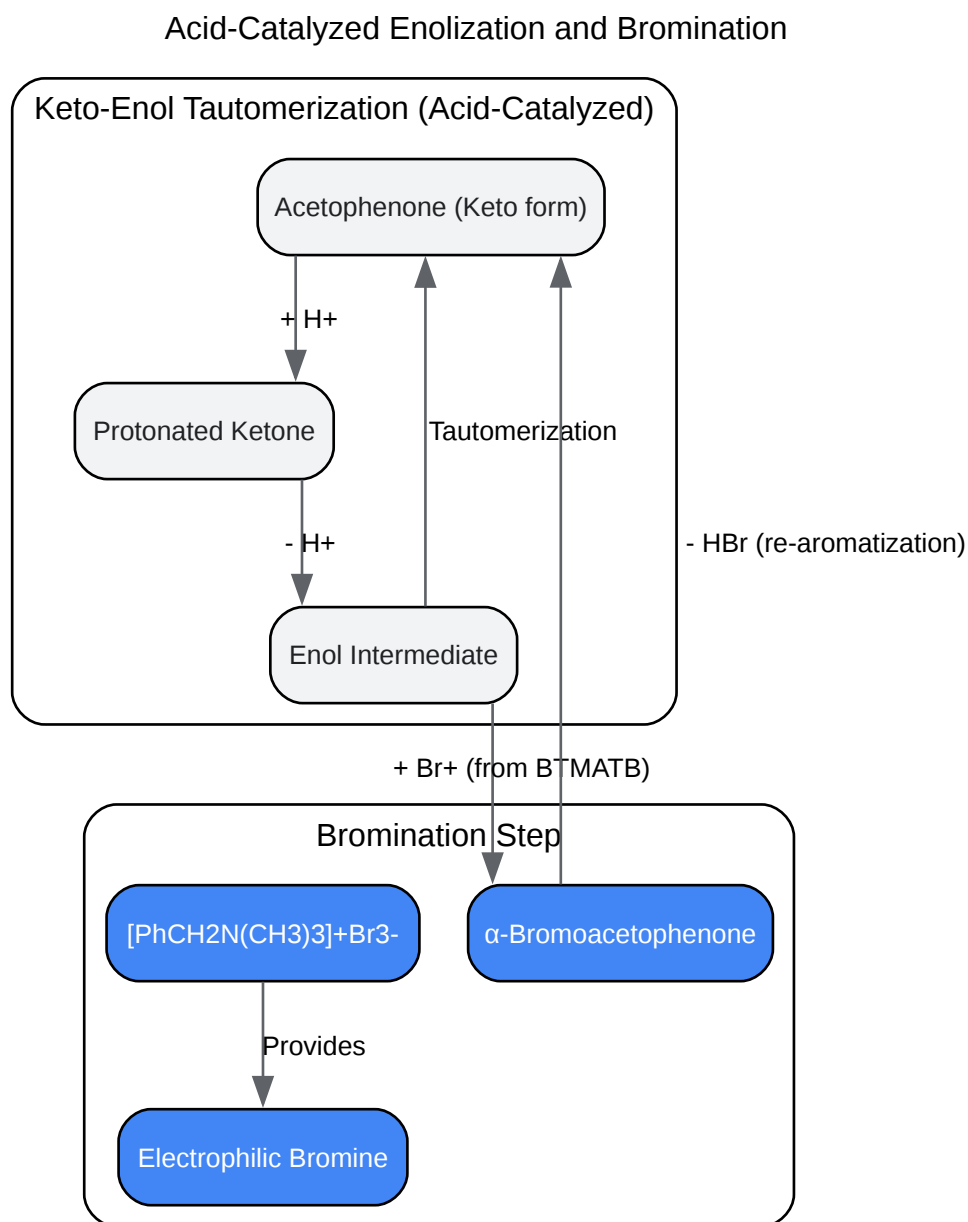 Acid-Catalyzed Enolization and Bromination
Keto-Enol Tautomerization (Acid-Catalyzed)
Acetophenone (Keto form)
+ H+
Protonated Ketone
Tautomerization
- H+
- HBr (re-aromatization)
Enol Intermediate
+ Br+ (from BTMATB)
Bromination Step
[PhCH2N(CH3)3]+Br3-
α-Bromoacetophenone
Provides
Electrophilic Bromine